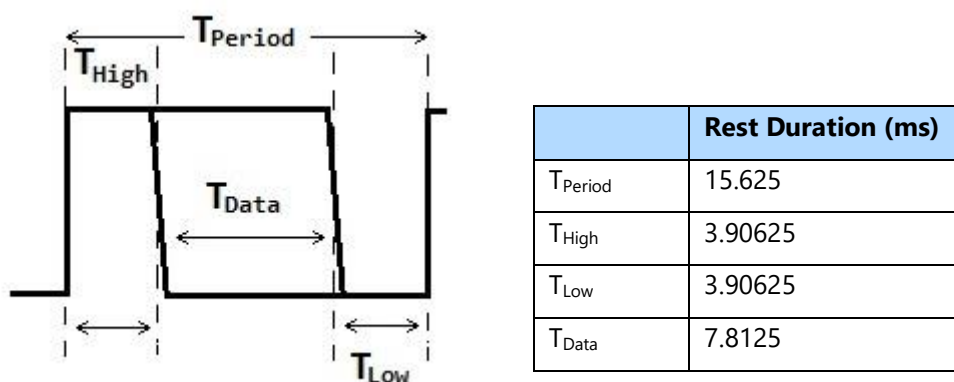 TPeriod
THigh
TData
TLow
Rest Duration (ms)
TPeriod 15.625
THigh 3.90625
TLow 3.90625
TData 7.8125